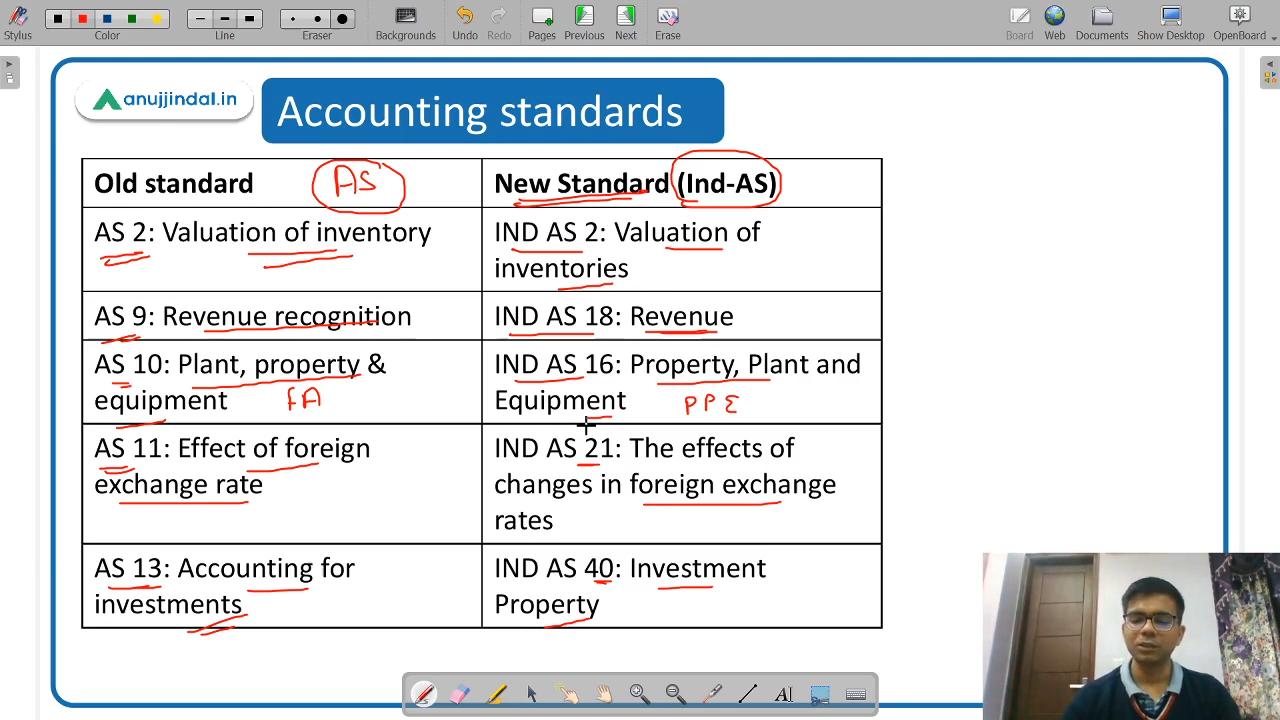 Stylus
Color
Line
Eraser
Backgrounds
Undo
Redo
Pages
Previous
Next
Erase
Board
Web
Documents
Show Desktop
OpenBoard
anujjindal.in
Accounting standards
Old standard
AS
New Standard (Ind-AS)
AS 2: Valuation of inventory
IND AS 2: Valuation of
inventories
AS 9: Revenue recognition
IND AS 18: Revenue
AS 10: Plant, property &
equipment
FA
IND AS 16: Property, Plant and
Equipment
PPE
AS 11: Effect of foreign
exchange rate
IND AS 21: The effects of
changes in foreign exchange
rates
AS 13: Accounting for
investments
IND AS 40: Investment
Property